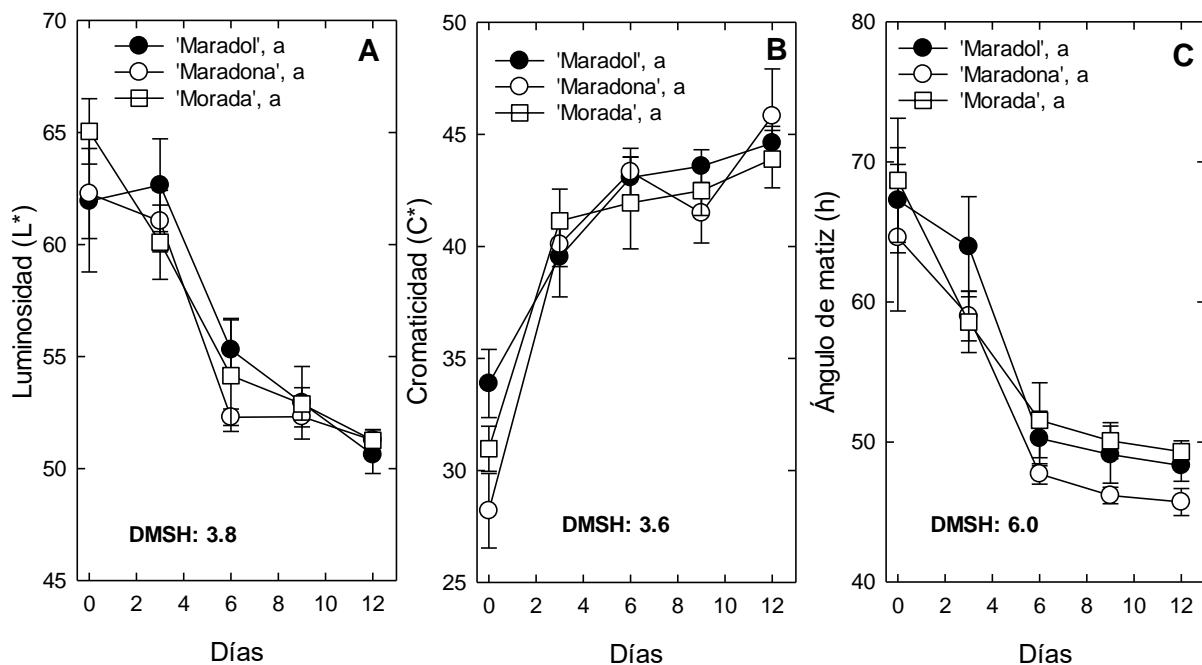 A
'Maradol', a
'Maradona', a
'Morada', a
Luminosidad (L*)
70
65
60
55
50
45
DMSH: 3.8
0 2 4 6 8 10 12
Días
B
'Maradol', a
'Maradona', a
'Morada', a
Cromaticidad (C*)
50
45
40
35
30
25
DMSH: 3.6
0 2 4 6 8 10 12
Días
C
'Maradol', a
'Maradona', a
'Morada', a
Ángulo de matiz (h)
80
70
60
50
40
DMSH: 6.0
0 2 4 6 8 10 12
Días